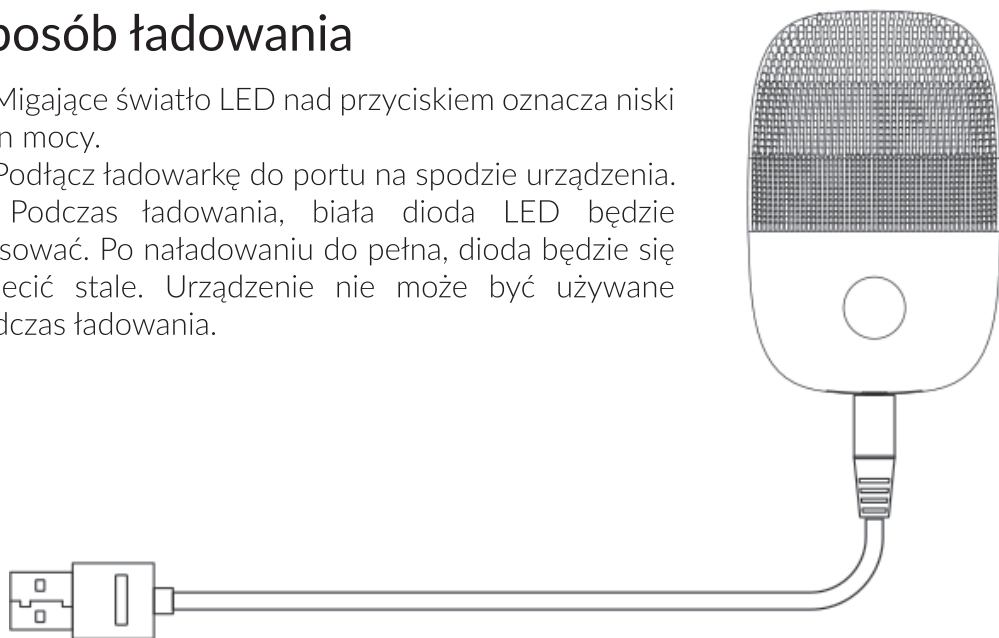 posób ładowania
Migające światło LED nad przyciskiem oznacza niski
n mocy.
Podłącz ładowarkę do portu na spodzie urządzenia.
Podczas ładowania, biała dioda LED będzie
sować. Po naładowaniu do pełna, dioda będzie się
ecić stale. Urządzenie nie może być używane
dczas ładowania.